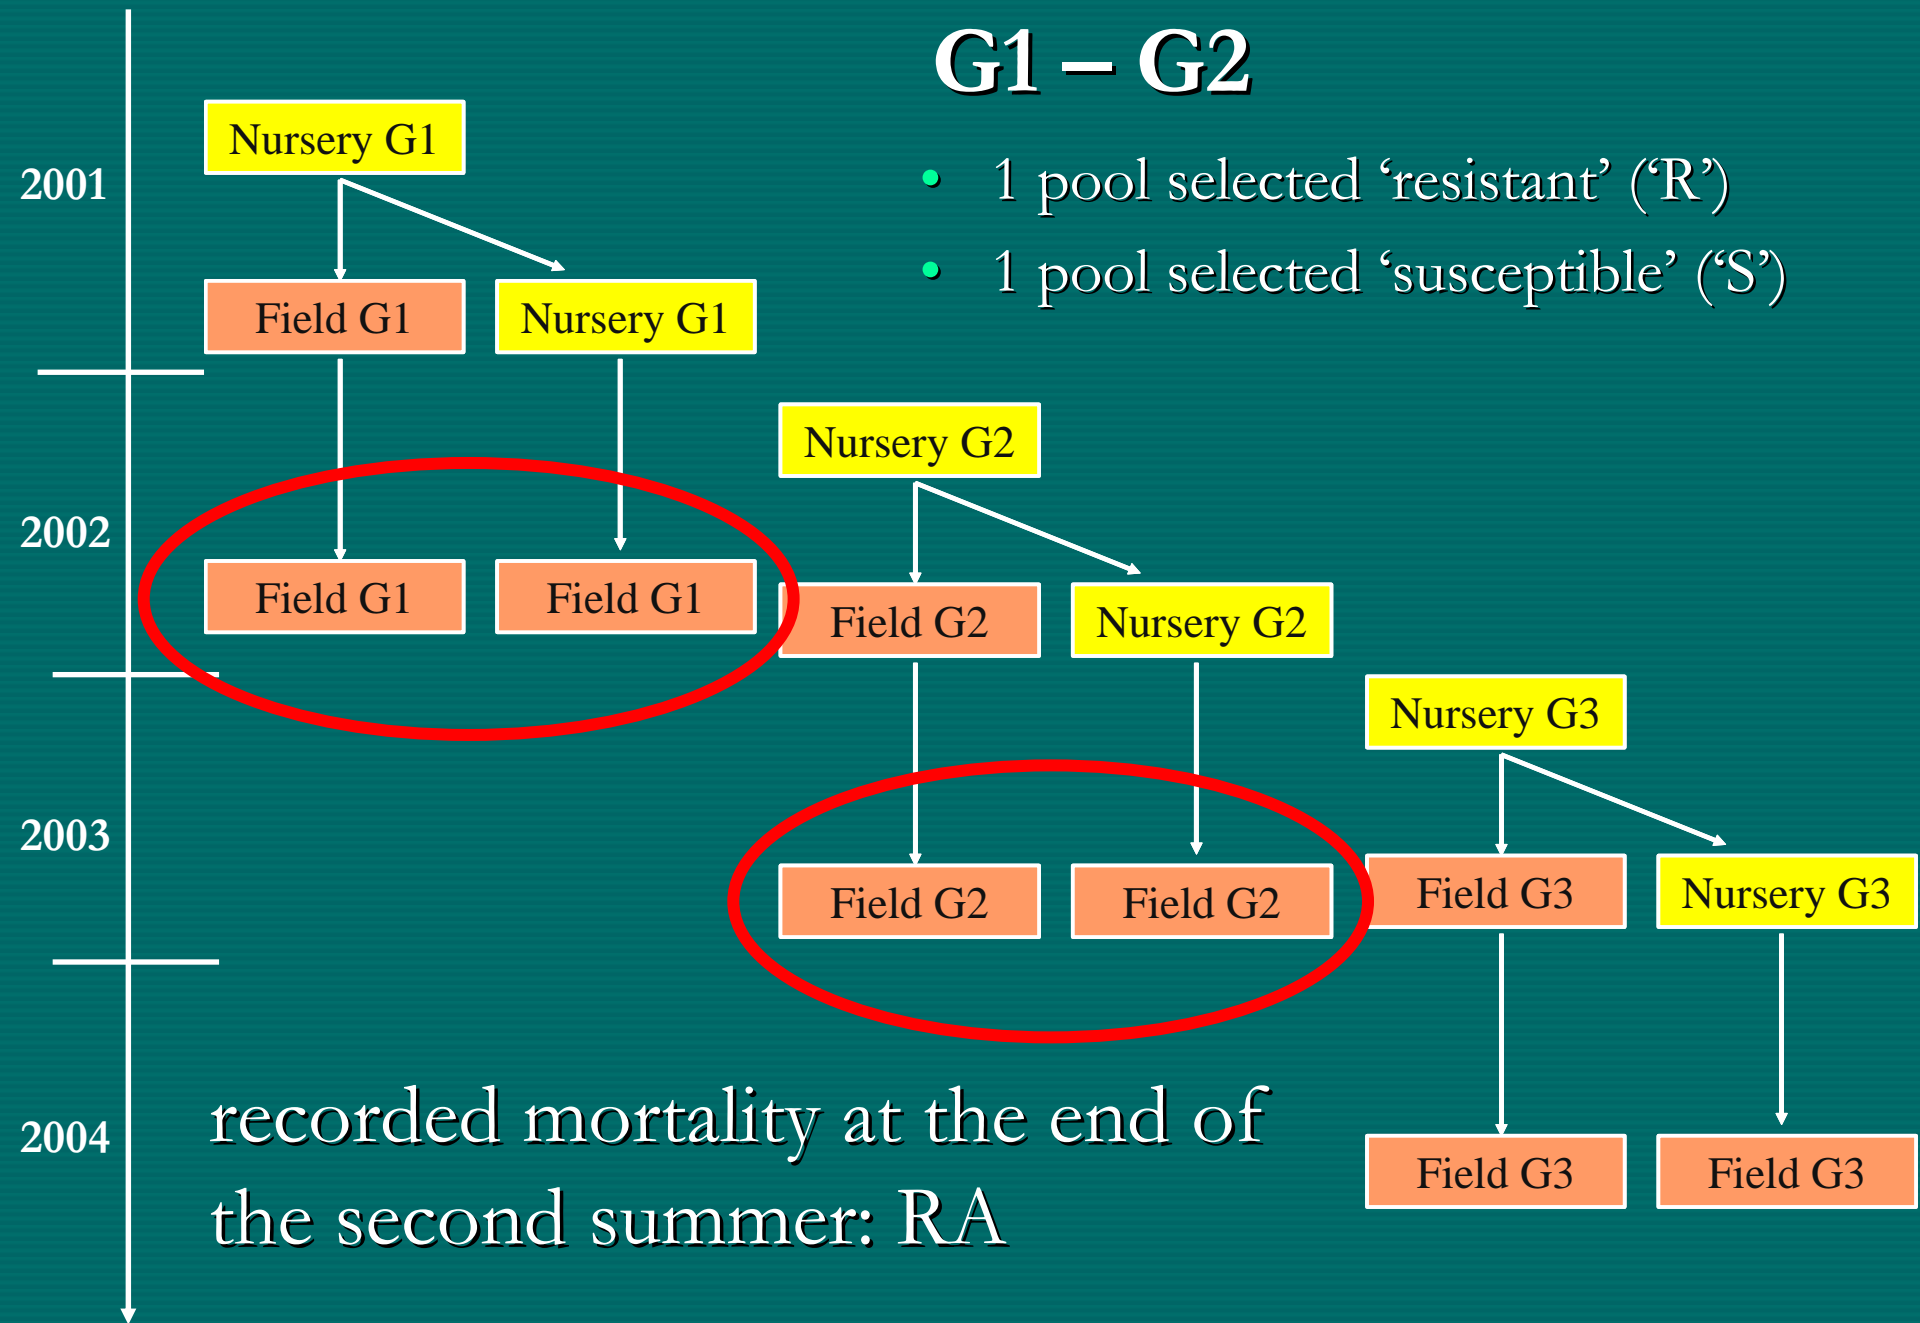 G1 – G2
• 1 pool selected ‘resistant’ (‘R’)
• 1 pool selected ‘susceptible’ (‘S’)
2001
Nursery G1
Field G1
Nursery G1
2002
Nursery G2
Field G1
Field G1
Field G2
Nursery G2
2003
Nursery G3
Field G2
Field G2
Field G3
Nursery G3
2004
Field G3
Field G3
recorded mortality at the end of
the second summer: RA